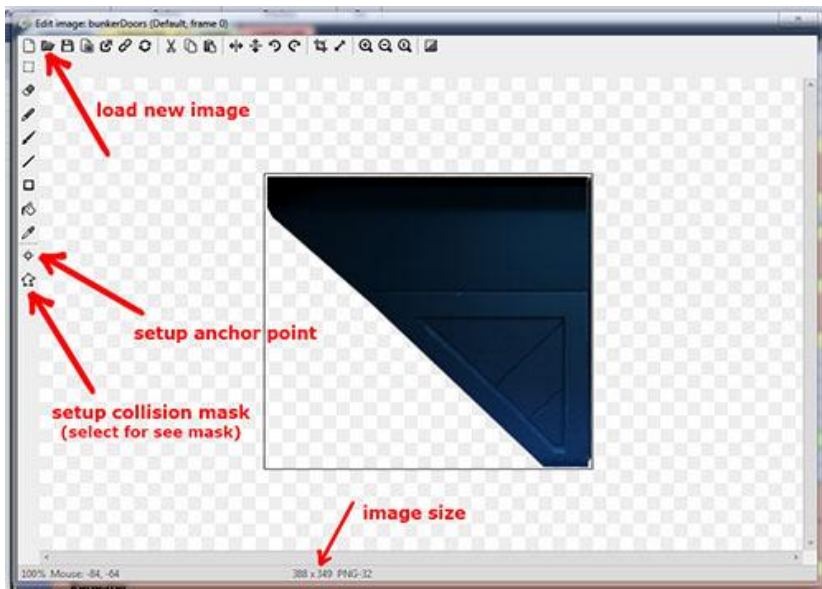 Edit image: bunkerDoors (Default, frame 0)
load new image
setup anchor point
setup collision mask
(select for see mask)
image size
100% Mouse: -84, -64
388 x 349 PNG-32